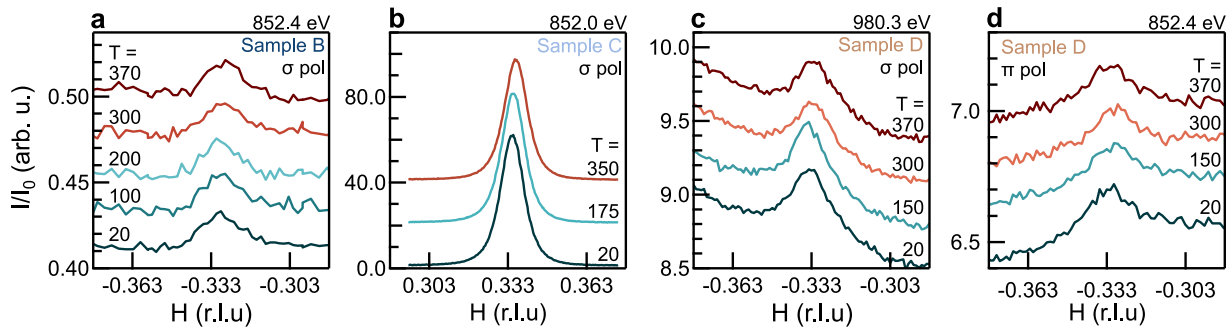 a 852.4 eV
Sample B
σ pol
T =
370
300
200
100
20
0.50
0.45
0.40
I/I0 (arb. u.)
-0.363 -0.333 -0.303
H (r.l.u)
b 852.0 eV
Sample C
σ pol
T =
350
175
20
80.0
40.0
0.0
0.303 0.333 0.363
H (r.l.u)
c 980.3 eV
Sample D
σ pol
T =
370
300
150
20
10.0
9.5
9.0
8.5
-0.363 -0.333 -0.303
H (r.l.u)
d 852.4 eV
Sample D
π pol
T =
370
300
150
20
7.0
6.5
-0.363 -0.333 -0.303
H (r.l.u)